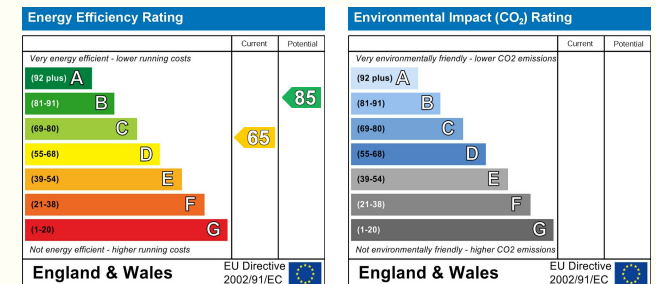 Energy Efficiency Rating
Current Potential
Very energy efficient - lower running costs
(92 plus) A
(81-91) B
(69-80) C
(55-68) D
(39-54) E
(21-38) F
(1-20) G
65
85
Not energy efficient - higher running costs
England & Wales
EU Directive
2002/91/EC
Environmental Impact (CO₂) Rating
Current Potential
Very environmentally friendly - lower CO2 emissions
(92 plus) A
(81-91) B
(69-80) C
(55-68) D
(39-54) E
(21-38) F
(1-20) G
Not environmentally friendly - higher CO2 emissions
England & Wales
EU Directive
2002/91/EC